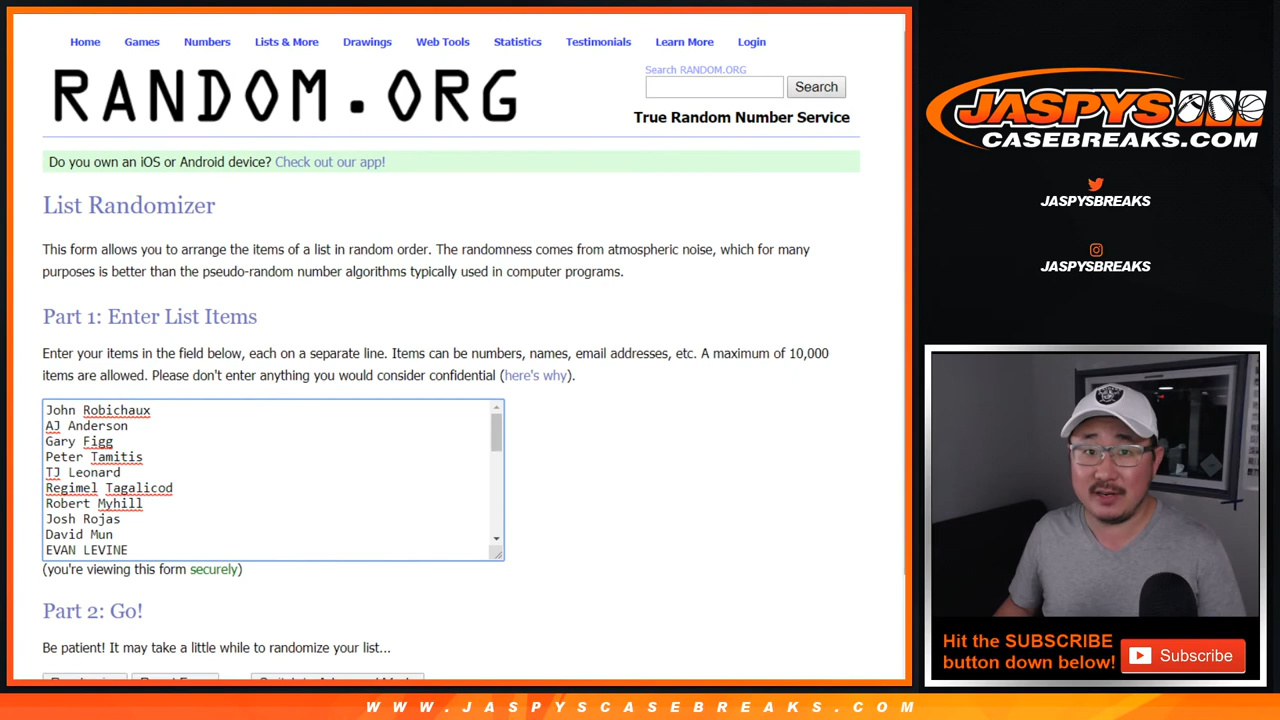 Home Games Numbers Lists & More Drawings Web Tools Statistics Testimonials Learn More Login
RANDOM.ORG
Search RANDOM.ORG
Search
True Random Number Service
Do you own an iOS or Android device? Check out our app!
List Randomizer
This form allows you to arrange the items of a list in random order. The randomness comes from atmospheric noise, which for many
purposes is better than the pseudo-random number algorithms typically used in computer programs.
Part 1: Enter List Items
Enter your items in the field below, each on a separate line. Items can be numbers, names, email addresses, etc. A maximum of 10,000
items are allowed. Please don't enter anything you would consider confidential (here's why).
John Robichaux
AJ Anderson
Gary Figg
Peter Tamitis
TJ Leonard
Regimel Tagalicod
Robert Myhill
Josh Rojas
David Mun
EVAN LEVINE
(you're viewing this form securely)
Part 2: Go!
Be patient! It may take a little while to randomize your list...
JASPYS
CASEBREAKS.COM
JASPYSBREAKS
JASPYSBREAKS
Hit the SUBSCRIBE
button down below!
Subscribe
WWW.JASPYSCASEBREAKS.COM